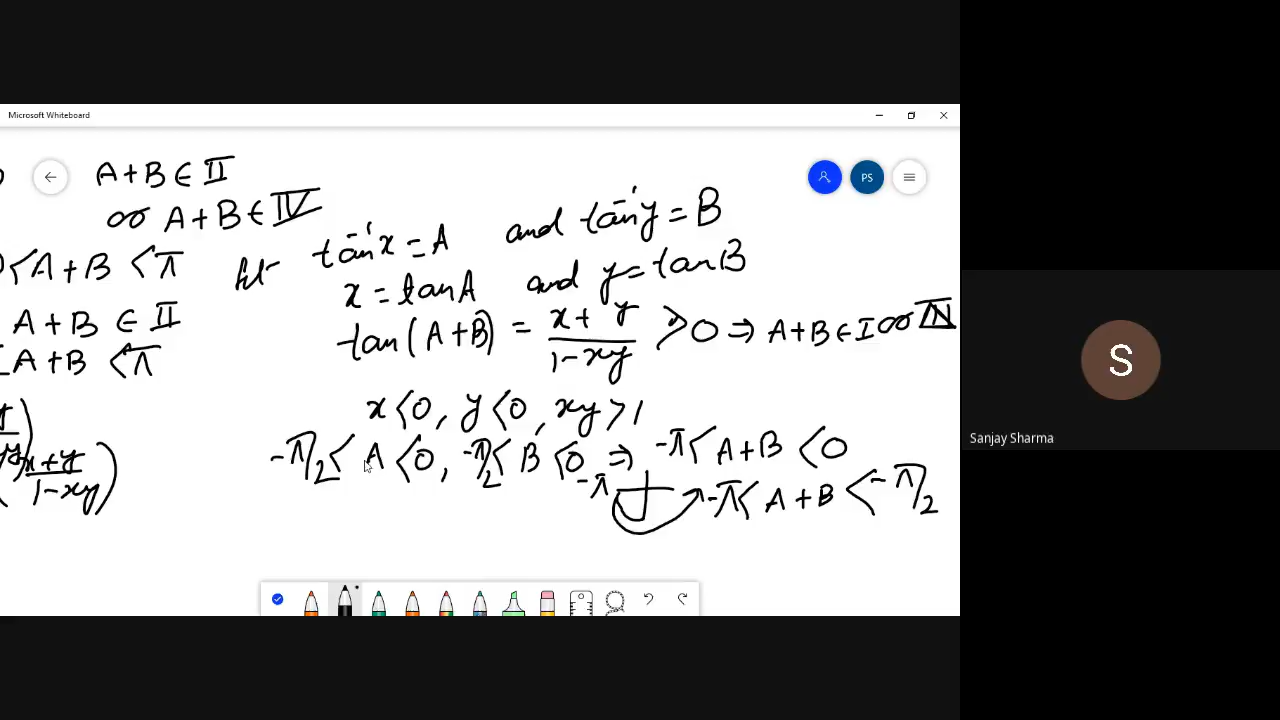 Microsoft Whiteboard
A+B ∈ II
or A+B ∈ IV
<A+B <π
A+B ∈ II
A+B <π
x+y
1-xy
PS
let tan⁻¹x = A and tan⁻¹y = B
x = tanA and y = tanB
tan(A+B) = x+y/1-xy >0 ⇒ A+B ∈ I or III
x<0, y<0, xy>1
-π/2< A <0, -π/2< B <0 ⇒ -π< A+B <0
-π
-π< A+B < -π/2
S
Sanjay Sharma